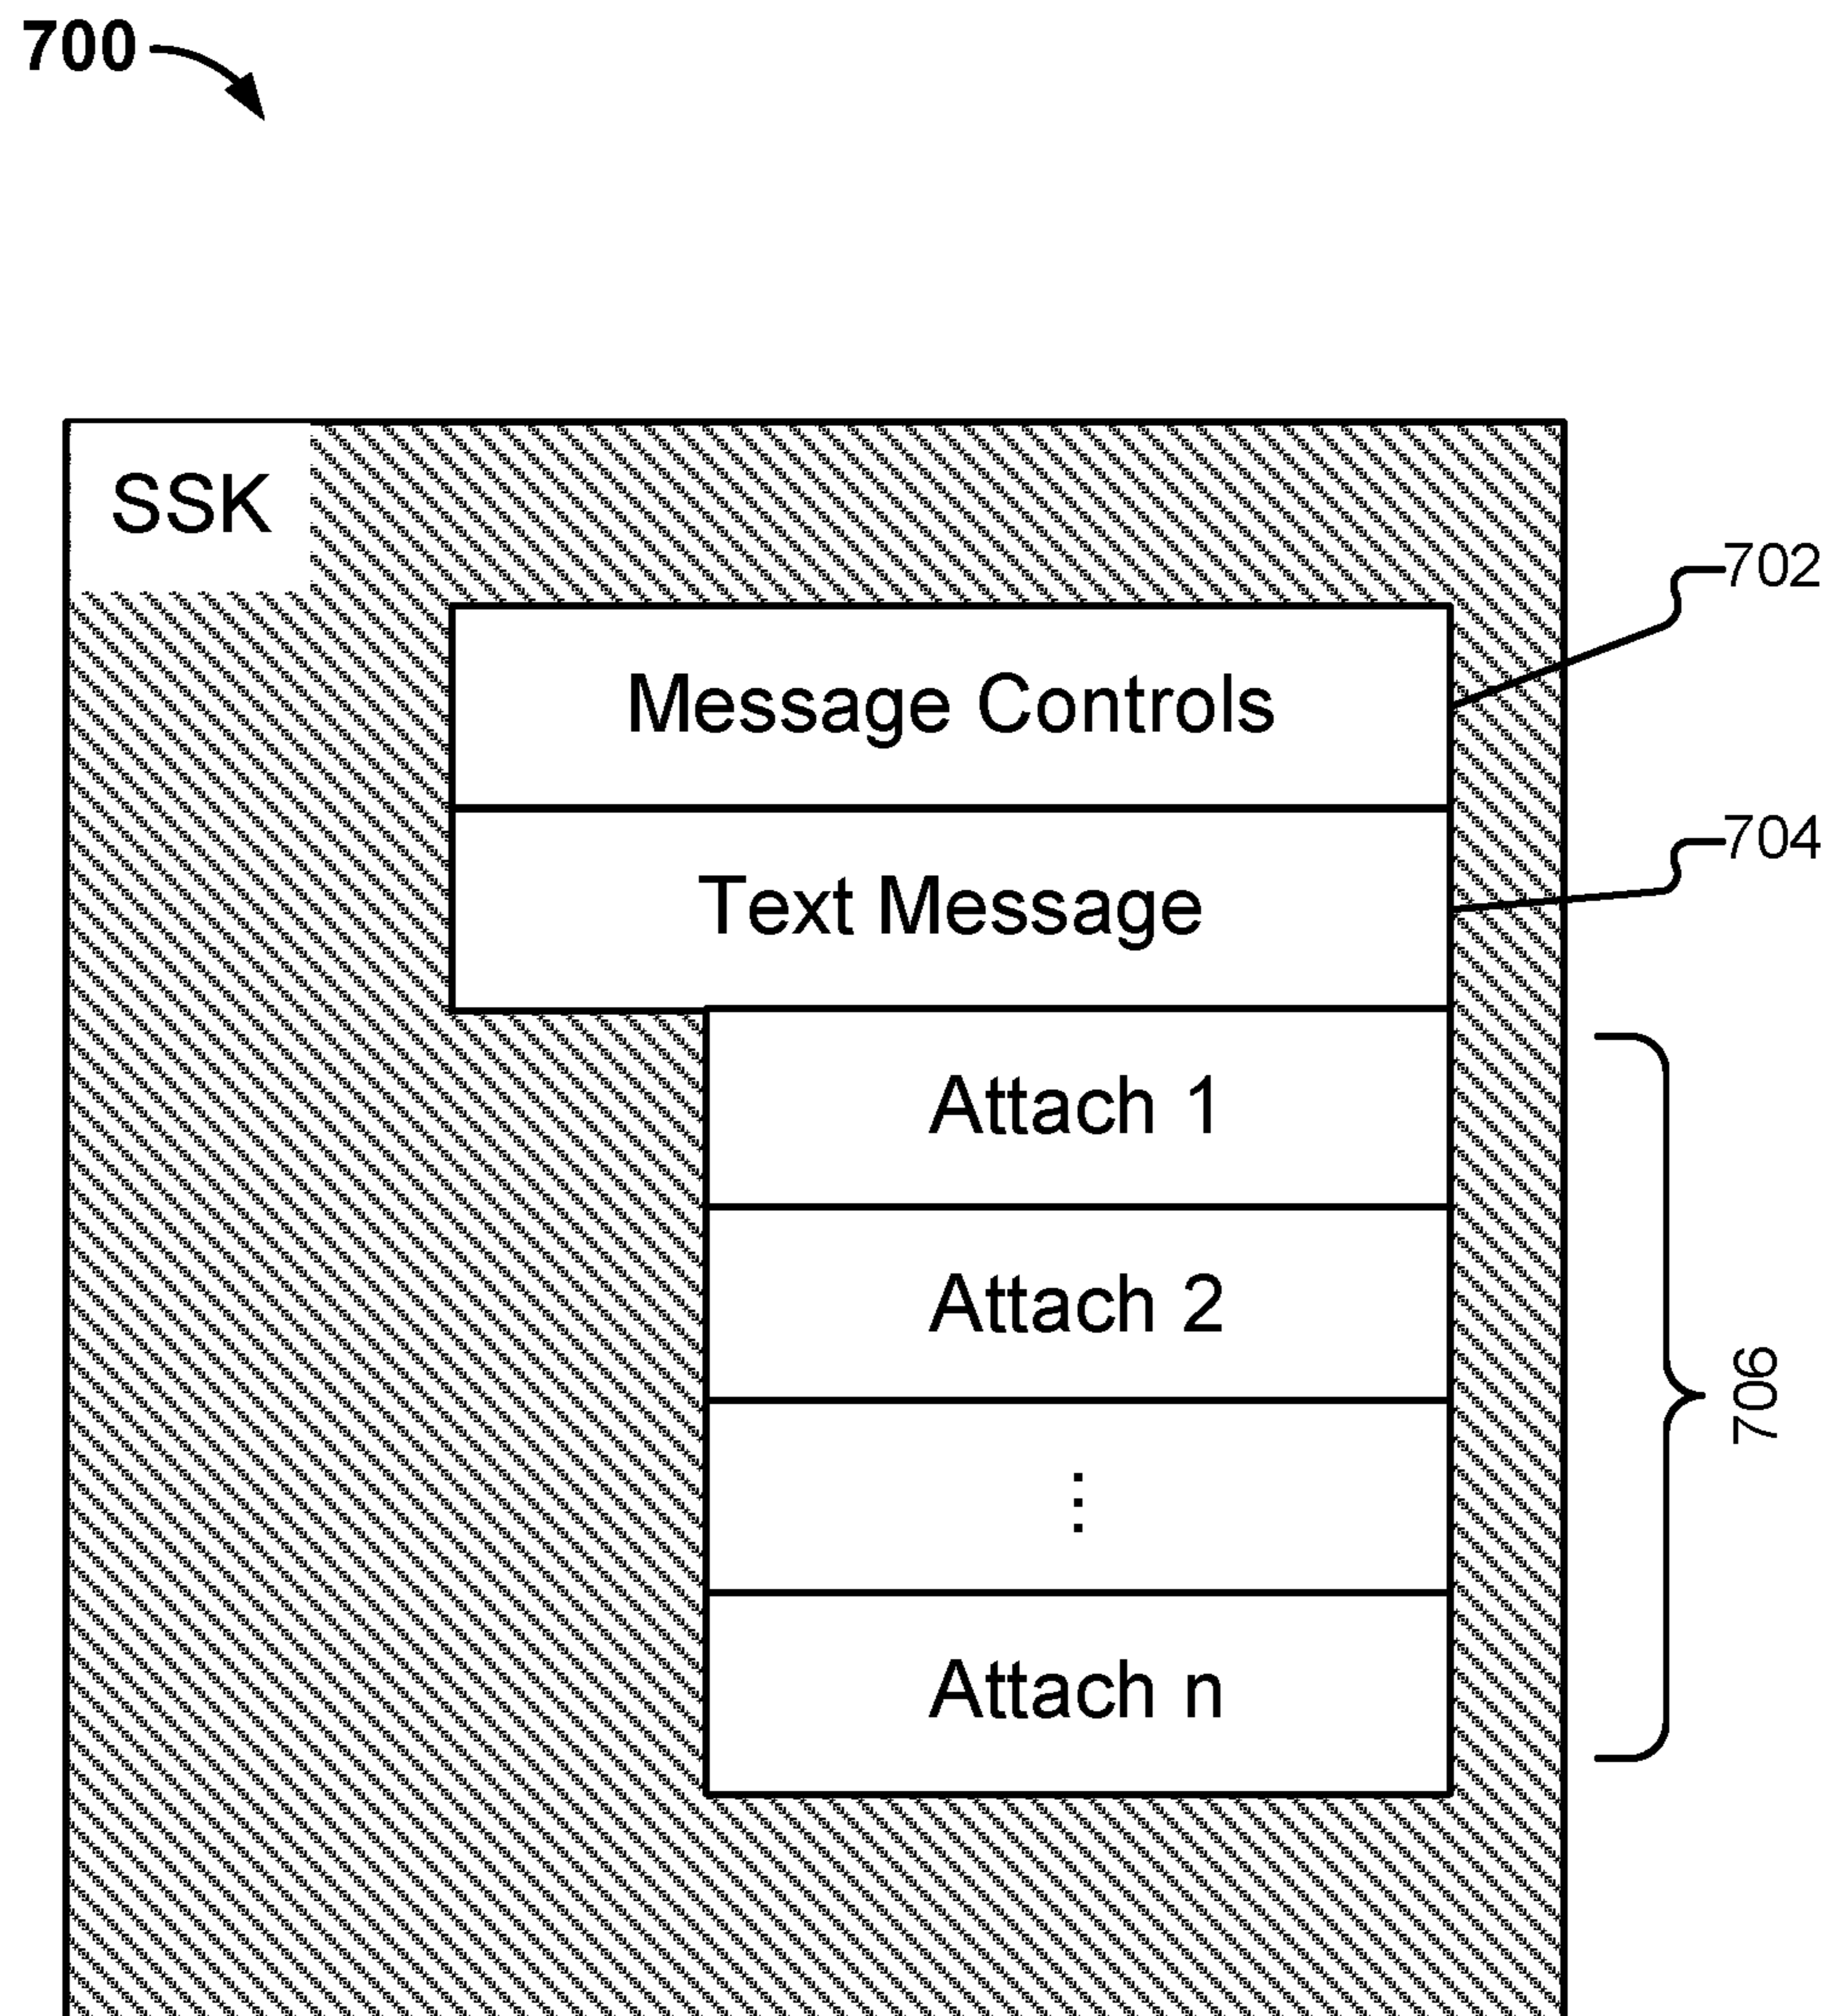 700
SSK
702
Message Controls
704
Text Message
Attach 1
Attach 2
706
⋮
Attach n